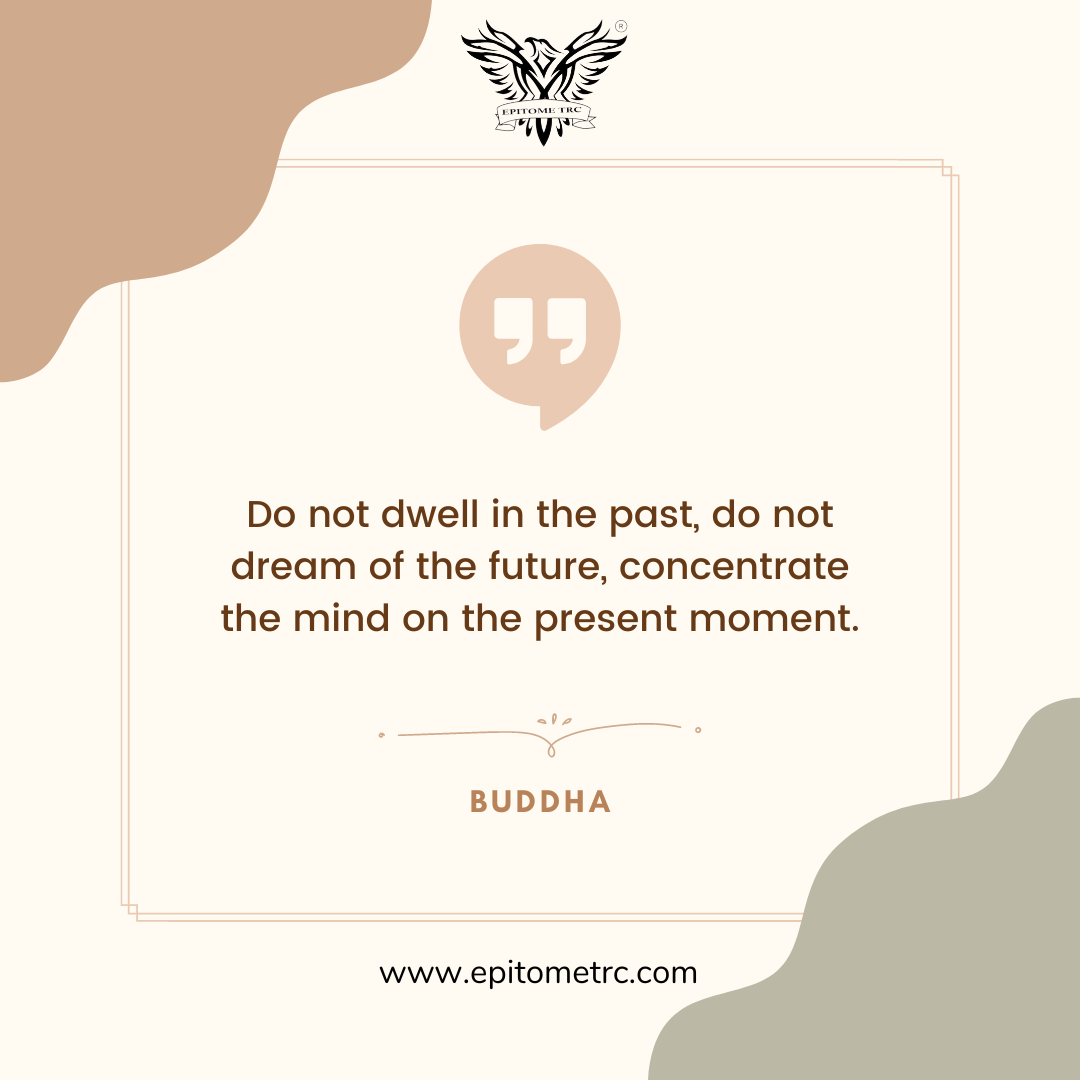 ®
EPITOME TRC
Do not dwell in the past, do not
dream of the future, concentrate
the mind on the present moment.
BUDDHA
www.epitometrc.com